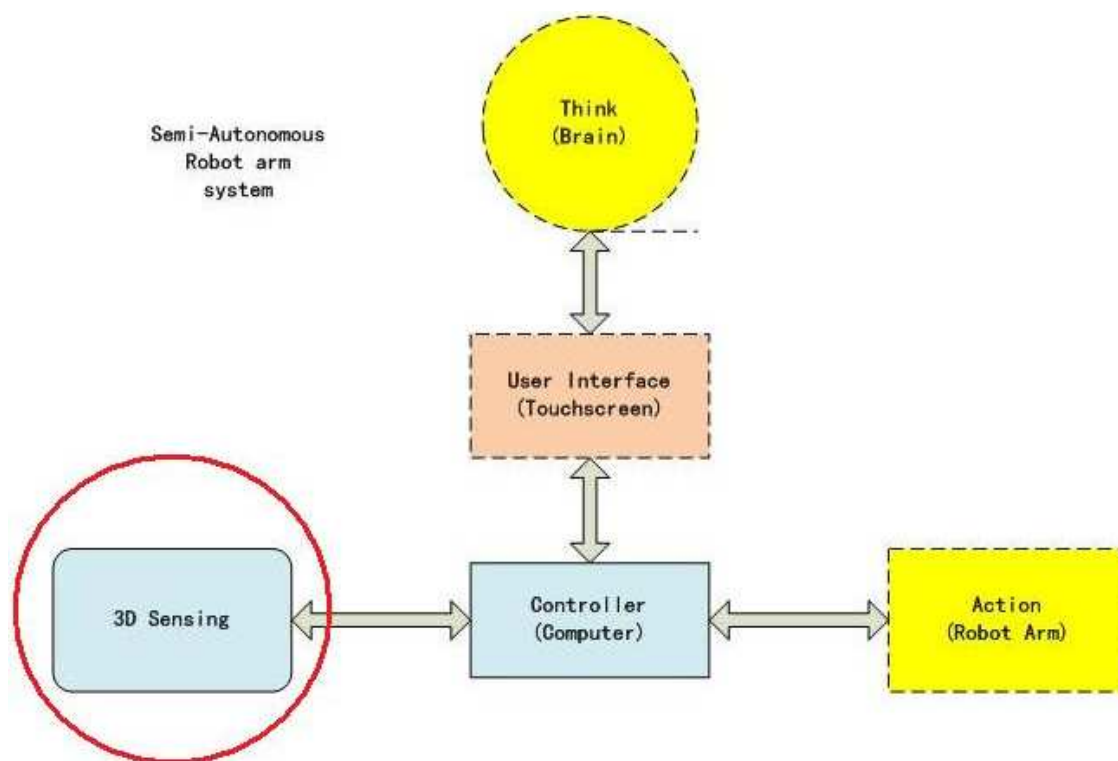 Semi-Autonomous
Robot arm
system
Think
(Brain)
User Interface
(Touchscreen)
3D Sensing
Controller
(Computer)
Action
(Robot Arm)